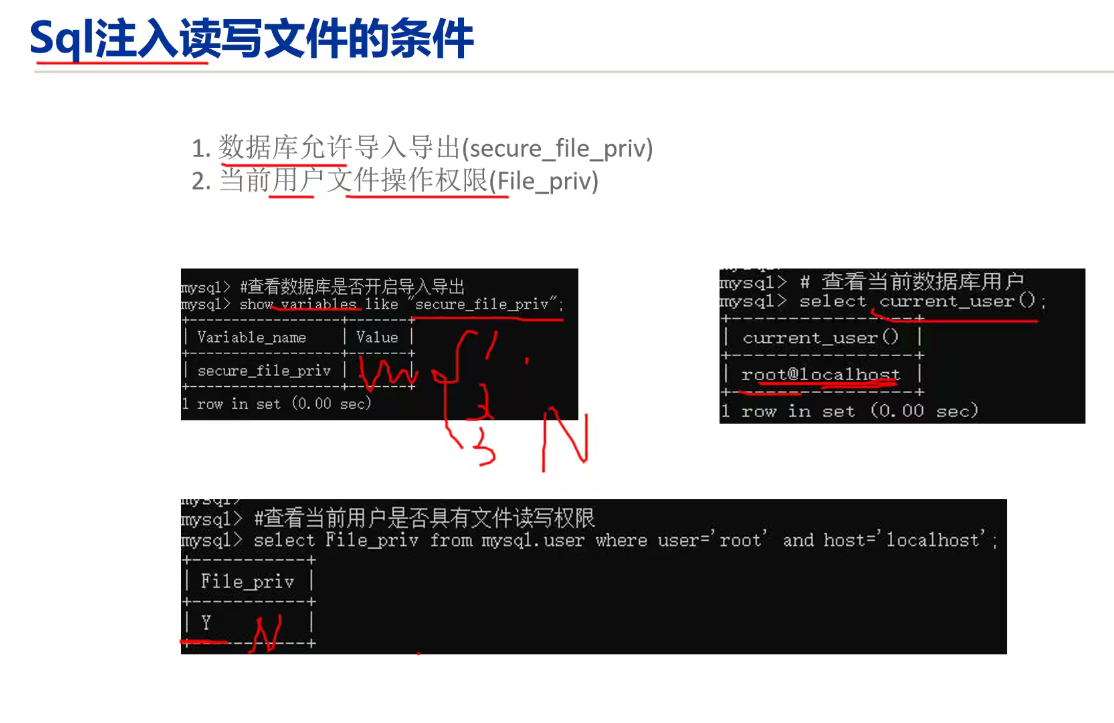 Sql注入读写文件的条件
1. 数据库允许导入导出(secure_file_priv)
2. 当前用户文件操作权限(File_priv)
mysql> #查看数据库是否开启导入导出
mysql> show variables like "secure_file_priv";
| Variable_name | Value |
| secure_file_priv |
1 row in set (0.00 sec)
1
2
3
N
mysql> # 查看当前数据库用户
mysql> select current_user();
| current_user() |
| root@localhost |
1 row in set (0.00 sec)
mysql>
mysql> #查看当前用户是否具有文件读写权限
mysql> select File_priv from mysql.user where user='root' and host='localhost';
| File_priv |
| Y |
N